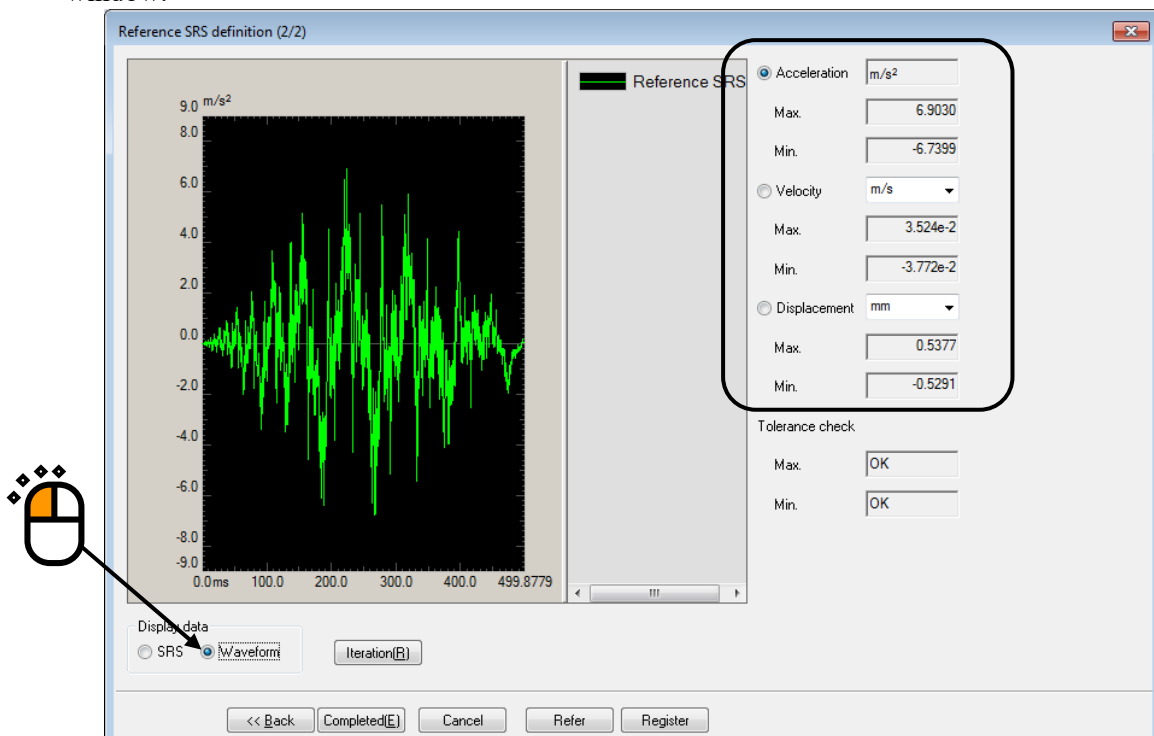 Reference SRS definition (2/2)
9.0 m/s²
8.0
6.0
4.0
2.0
0.0
-2.0
-4.0
-6.0
-8.0
-9.0
0.0ms 100.0 200.0 300.0 400.0 499.8779
Reference SRS
Acceleration m/s²
Max. 6.9030
Min. -6.7399
Velocity m/s
Max. 3.524e-2
Min. -3.772e-2
Displacement mm
Max. 0.5377
Min. -0.5291
Tolerance check
Max. OK
Min. OK
Display data
SRS Waveform Iteration(R)
<< Back Completed(E) Cancel Refer Register